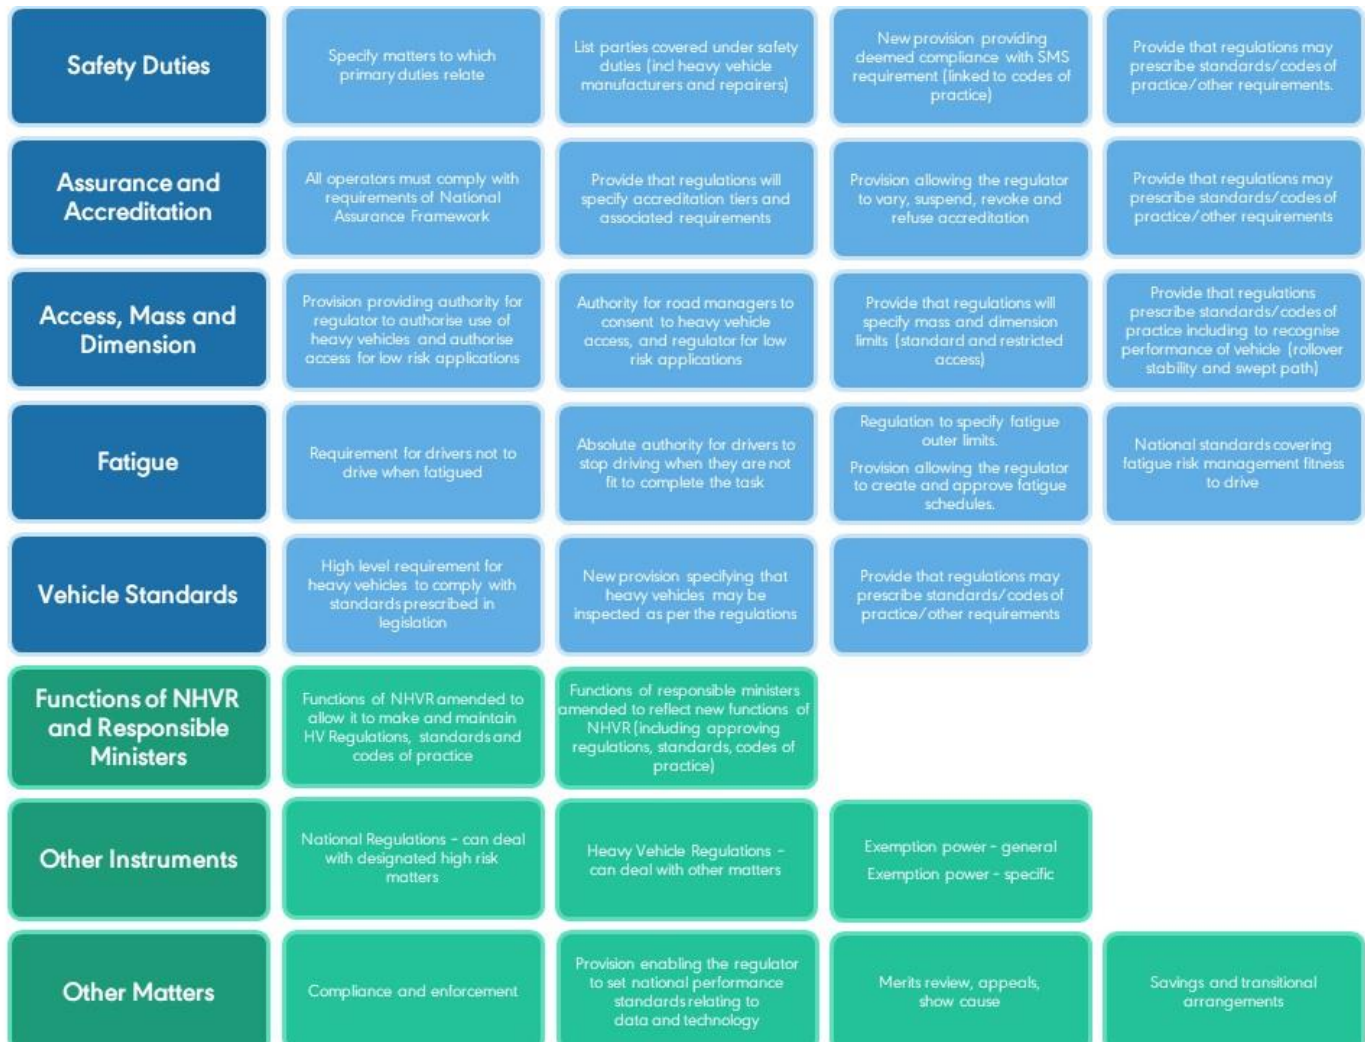 Safety Duties
Specify matters to which
primary duties relate
List parties covered under safety
duties (incl heavy vehicle
manufacturers and repairers)
New provision providing
deemed compliance with SMS
requirement (linked to codes of
practice)
Provide that regulations may
prescribe standards/codes of
practice/other requirements.
Assurance and
Accreditation
All operators must comply with
requirements of National
Assurance Framework
Provide that regulations will
specify accreditation tiers and
associated requirements
Provision allowing the regulator
to vary, suspend, revoke and
refuse accreditation
Provide that regulations may
prescribe standards/codes of
practice/other requirements
Access, Mass and
Dimension
Provision providing authority for
regulator to authorise use of
heavy vehicles and authorise
access for low risk applications
Authority for road managers to
consent to heavy vehicle
access, and regulator for low
risk applications
Provide that regulations will
specify mass and dimension
limits (standard and restricted
access)
Provide that regulations
prescribe standards/codes of
practice including to recognise
performance of vehicle (rollover
stability and swept path)
Fatigue
Requirement for drivers not to
drive when fatigued
Absolute authority for drivers to
stop driving when they are not
fit to complete the task
Regulation to specify fatigue
outer limits.
Provision allowing the regulator
to create and approve fatigue
schedules.
National standards covering
fatigue risk management fitness
to drive
Vehicle Standards
High level requirement for
heavy vehicles to comply with
standards prescribed in
legislation
New provision specifying that
heavy vehicles may be
inspected as per the regulations
Provide that regulations may
prescribe standards/codes of
practice/other requirements
Functions of NHVR
and Responsible
Ministers
Functions of NHVR amended to
allow it to make and maintain
HV Regulations, standards and
codes of practice
Functions of responsible ministers
amended to reflect new functions of
NHVR (including approving
regulations, standards, codes of
practice)
Other Instruments
National Regulations – can deal
with designated high risk
matters
Heavy Vehicle Regulations –
can deal with other matters
Exemption power - general
Exemption power - specific
Other Matters
Compliance and enforcement
Provision enabling the regulator
to set national performance
standards relating to
data and technology
Merits review, appeals,
show cause
Savings and transitional
arrangements